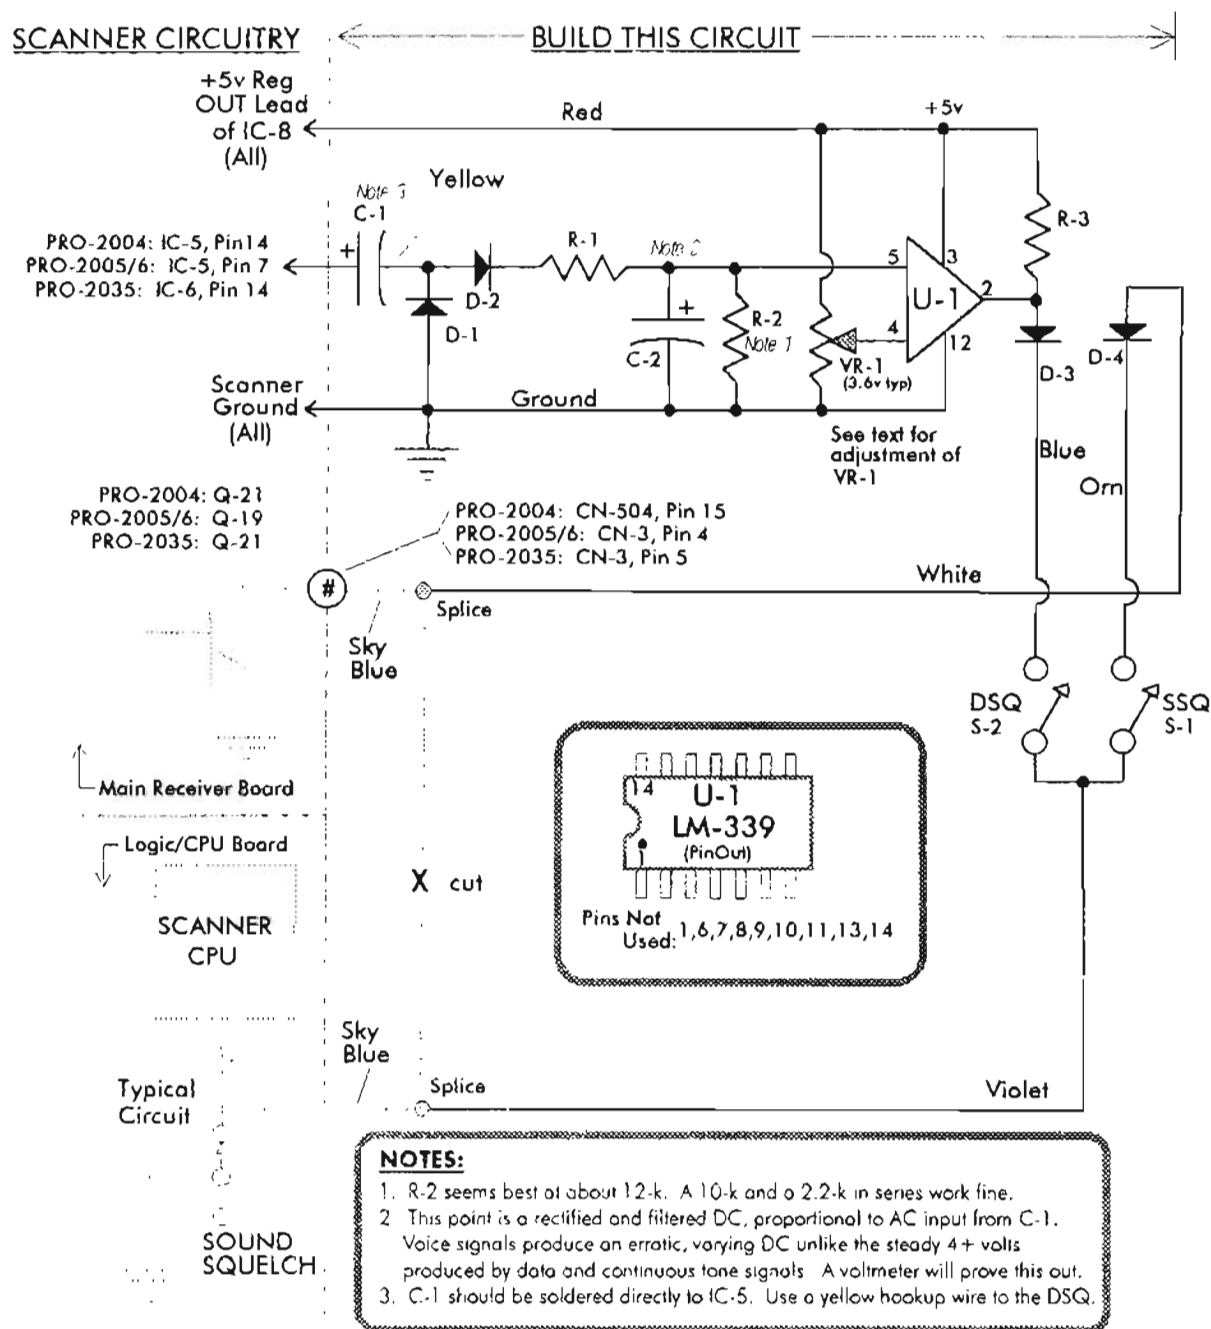 SCANNER CIRCUITRY
BUILD THIS CIRCUIT
+5v Reg
OUT Lead
of IC-8
(All)
Red
+5v
Yellow
Note 3
C-1
+
PRO-2004: IC-5, Pin14
PRO-2005/6: IC-5, Pin 7
PRO-2035: IC-6, Pin 14
D-1
D-2
R-1
Note 2
+
C-2
R-2
Note 1
VR-1
(3.6v typ)
5
4
3
U-1
2
12
R-3
D-3
D-4
Scanner
Ground
(All)
Ground
See text for
adjustment of
VR-1
Blue
Orn
PRO-2004: Q-21
PRO-2005/6: Q-19
PRO-2035: Q-21
PRO-2004: CN-504, Pin 15
PRO-2005/6: CN-3, Pin 4
PRO-2035: CN-3, Pin 5
#
Splice
White
Sky
Blue
DSQ
S-2
SSQ
S-1
Main Receiver Board
Logic/CPU Board
14
U-1
LM-339
(PinOut)
1
Pins Not
Used: 1,6,7,8,9,10,11,13,14
X cut
SCANNER
CPU
Sky
Blue
Typical
Circuit
Splice
Violet
SOUND
SQUELCH
NOTES:
1. R-2 seems best at about 12-k. A 10-k and a 2.2-k in series work fine.
2 This point is a rectified and filtered DC, proportional to AC input from C-1.
Voice signals produce an erratic, varying DC unlike the steady 4+ volts
produced by data and continuous tone signals A voltmeter will prove this out.
3. C-1 should be soldered directly to IC-5. Use a yellow hookup wire to the DSQ.